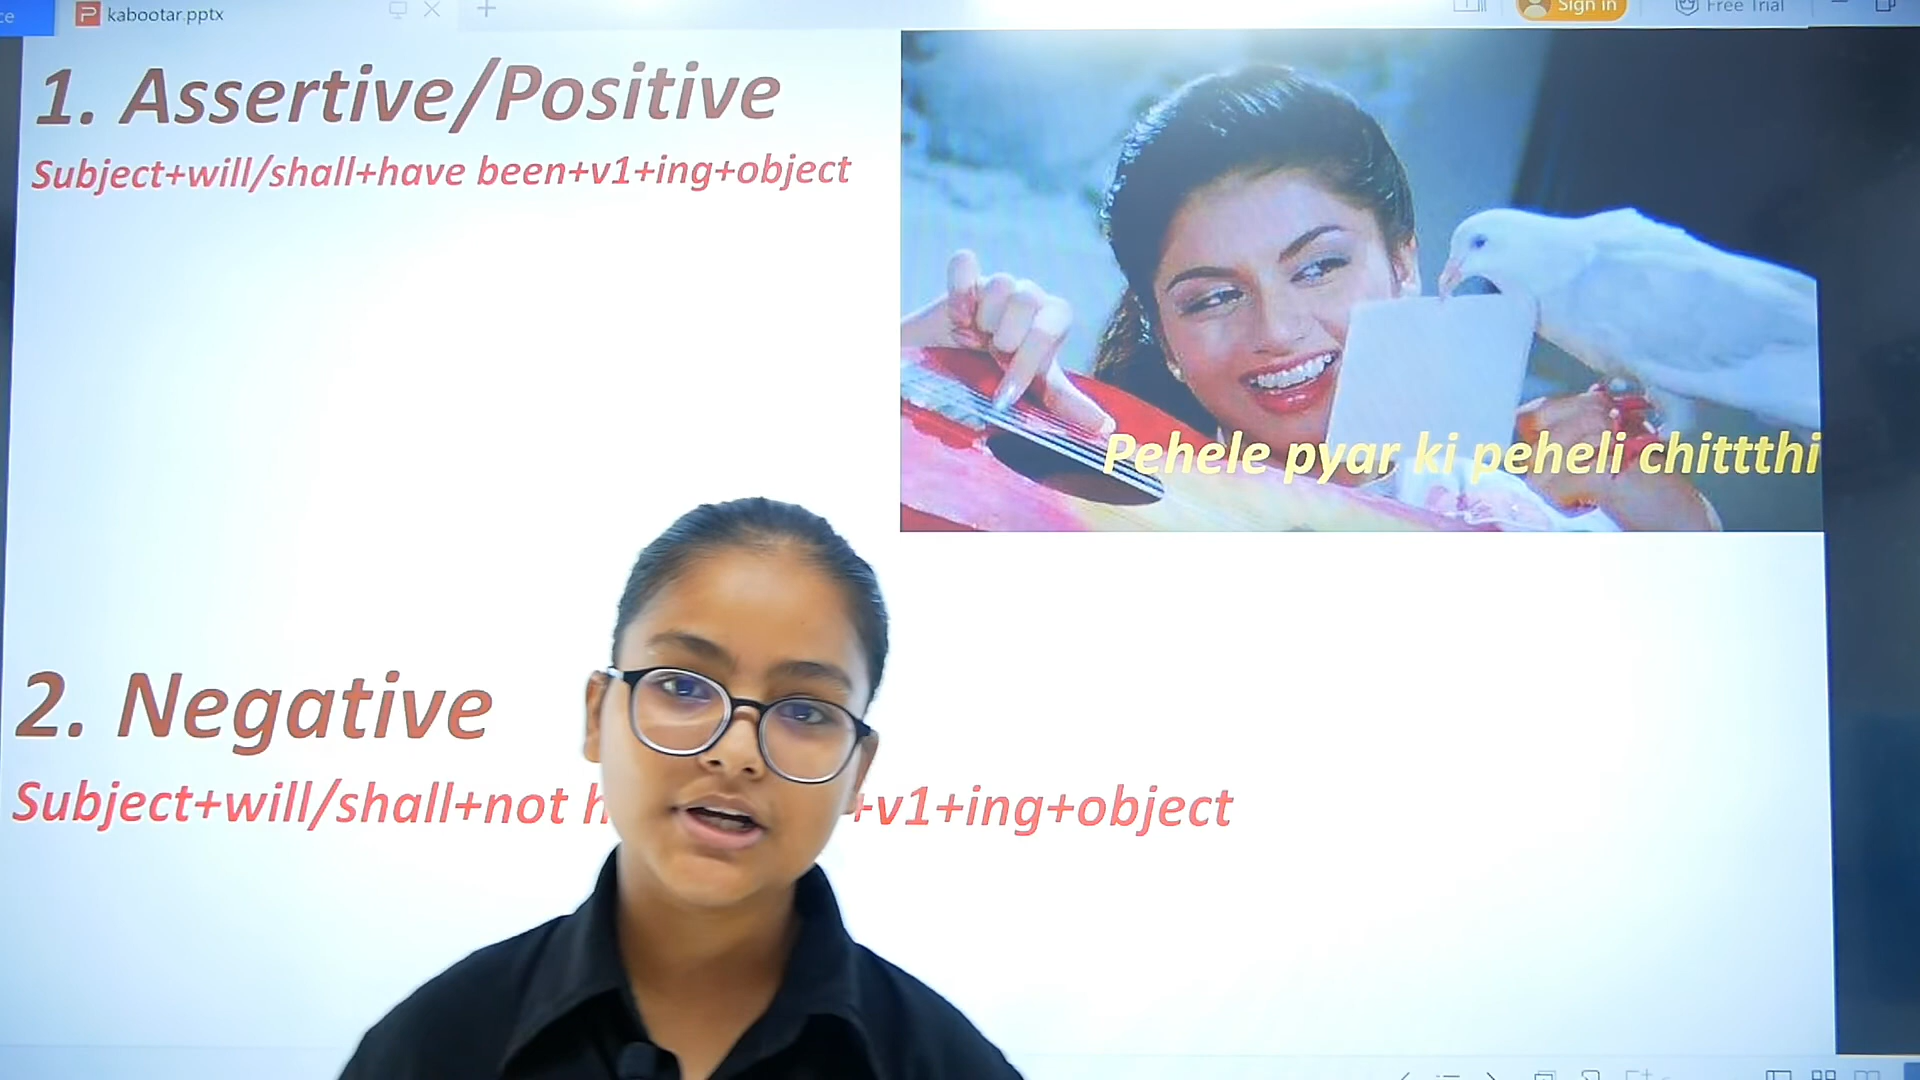 ce
kabootar.pptx
Sign in
Free Trial
1. Assertive/Positive
Subject+will/shall+have been+v1+ing+object
Pehele pyar ki peheli chittthi
2. Negative
Subject+will/shall+not +v1+ing+object